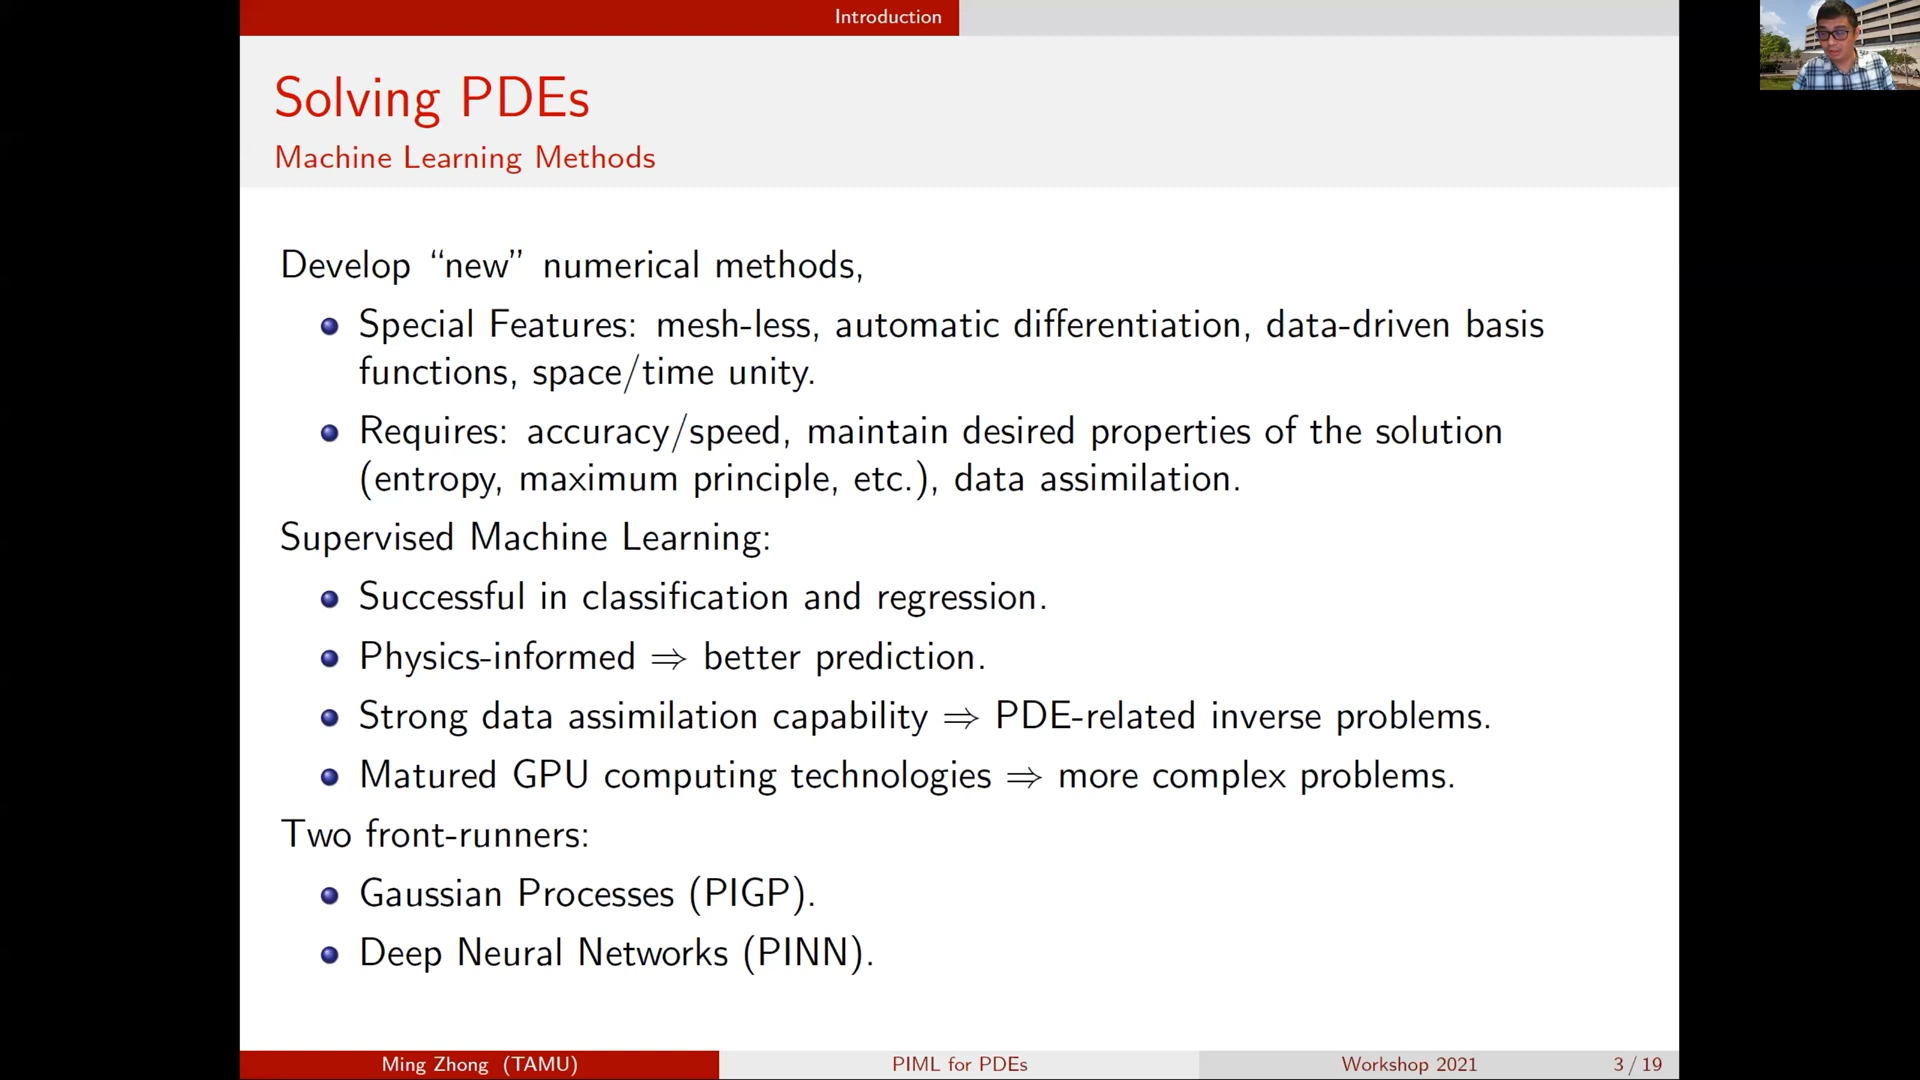 Introduction
Solving PDEs
Machine Learning Methods
Develop “new” numerical methods,
Special Features: mesh-less, automatic differentiation, data-driven basis
functions, space/time unity.
Requires: accuracy/speed, maintain desired properties of the solution
(entropy, maximum principle, etc.), data assimilation.
Supervised Machine Learning:
Successful in classification and regression.
Physics-informed ⇒ better prediction.
Strong data assimilation capability ⇒ PDE-related inverse problems.
Matured GPU computing technologies ⇒ more complex problems.
Two front-runners:
Gaussian Processes (PIGP).
Deep Neural Networks (PINN).
Ming Zhong (TAMU) PIML for PDEs Workshop 2021 3 / 19